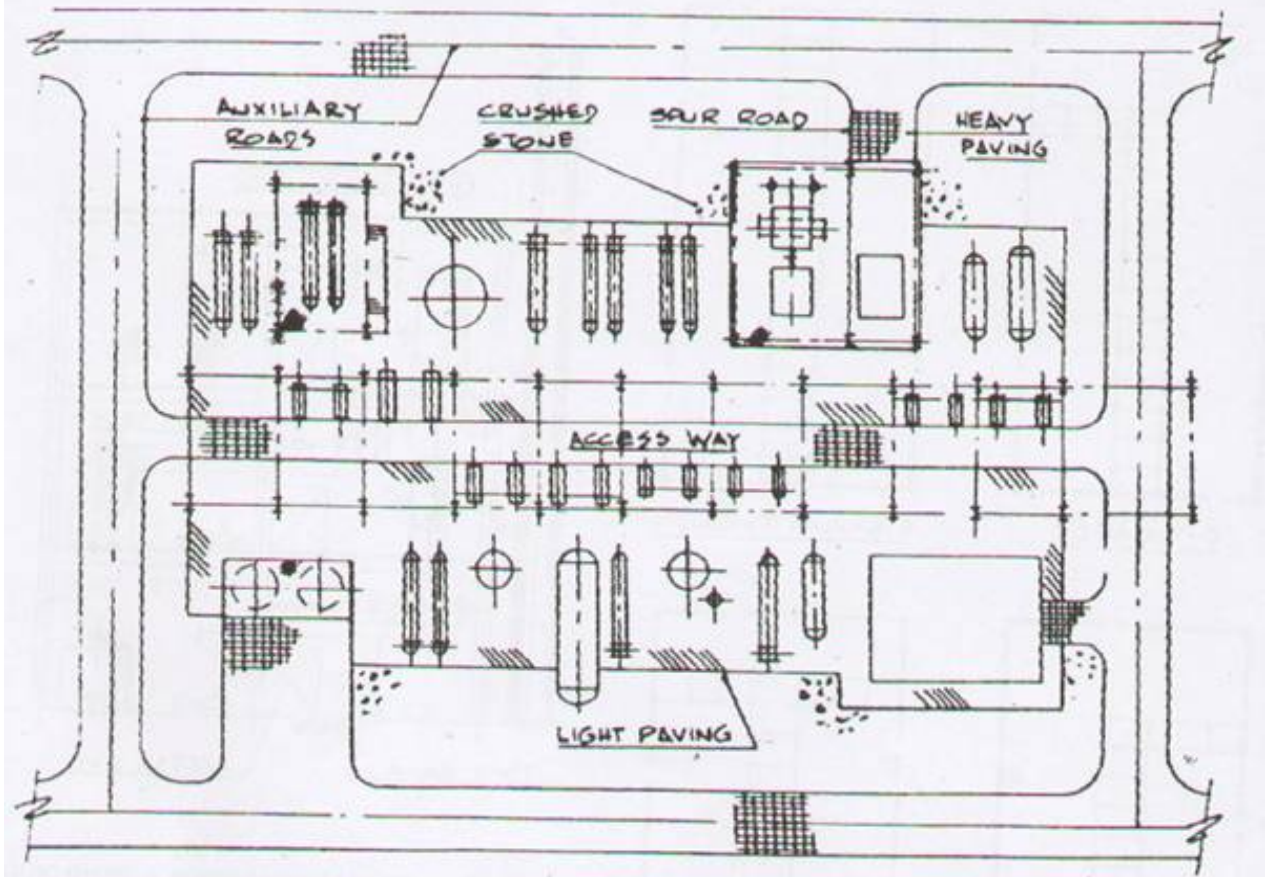 AUXILIARY
ROADS
CRUSHED
STONE
SPUR ROAD
HEAVY
PAVING
ACCESS WAY
LIGHT PAVING